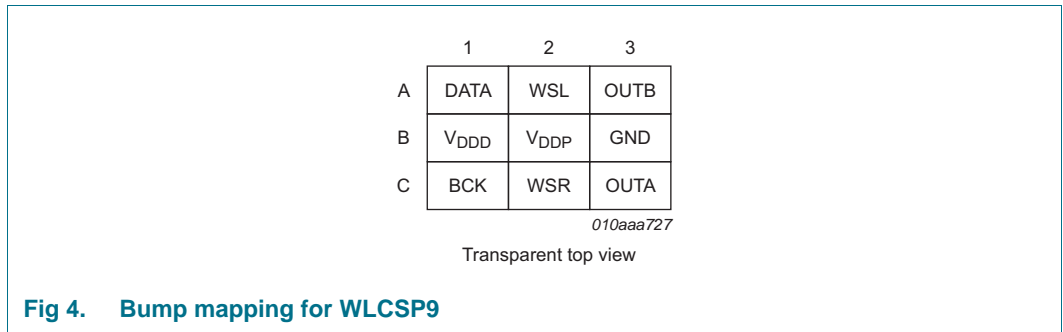 1 2 3
A DATA WSL OUTB
B VDDD VDDP GND
C BCK WSR OUTA
010aaa727
Transparent top view
Fig 4. Bump mapping for WLCSP9